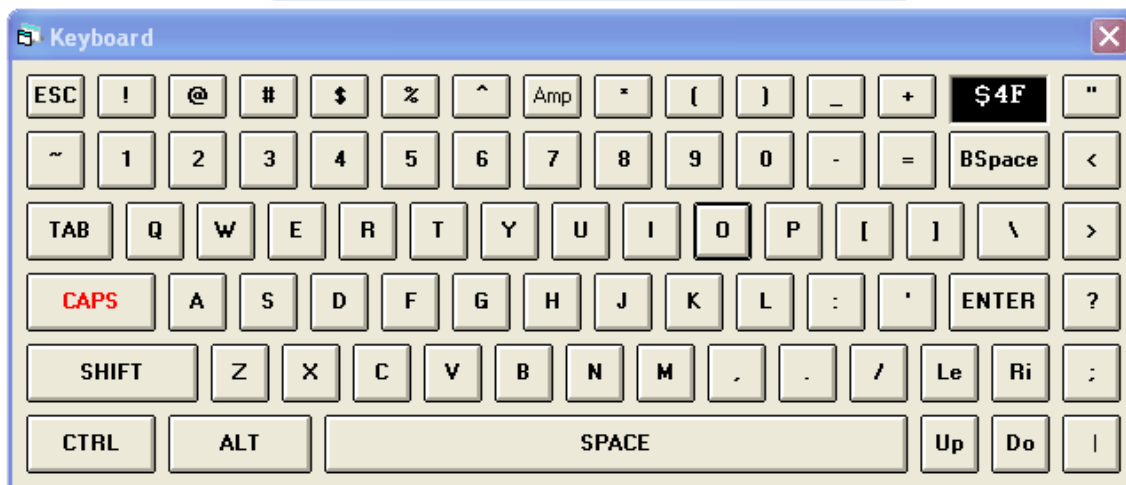 Keyboard
ESC ! @ # $ % ^ Amp * ( ) _ + $4F "
~ 1 2 3 4 5 6 7 8 9 0 - = BSpace <
TAB Q W E R T Y U I O P [ ] \ >
CAPS A S D F G H J K L : ' ENTER ?
SHIFT Z X C V B N M , . / Le Ri ;
CTRL ALT SPACE Up Do |